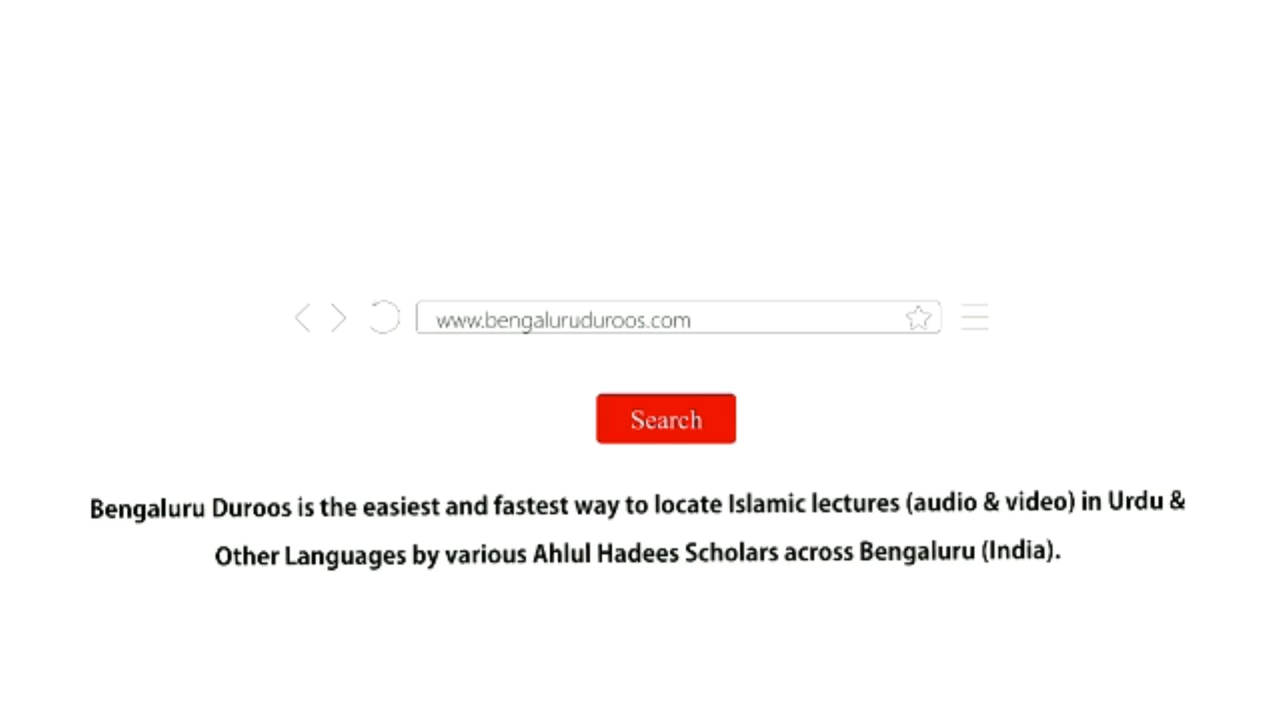 www.bengaluruduroos.com
Search
Bengaluru Duroos is the easiest and fastest way to locate Islamic lectures (audio & video) in Urdu &
Other Languages by various Ahlul Hadees Scholars across Bengaluru (India).